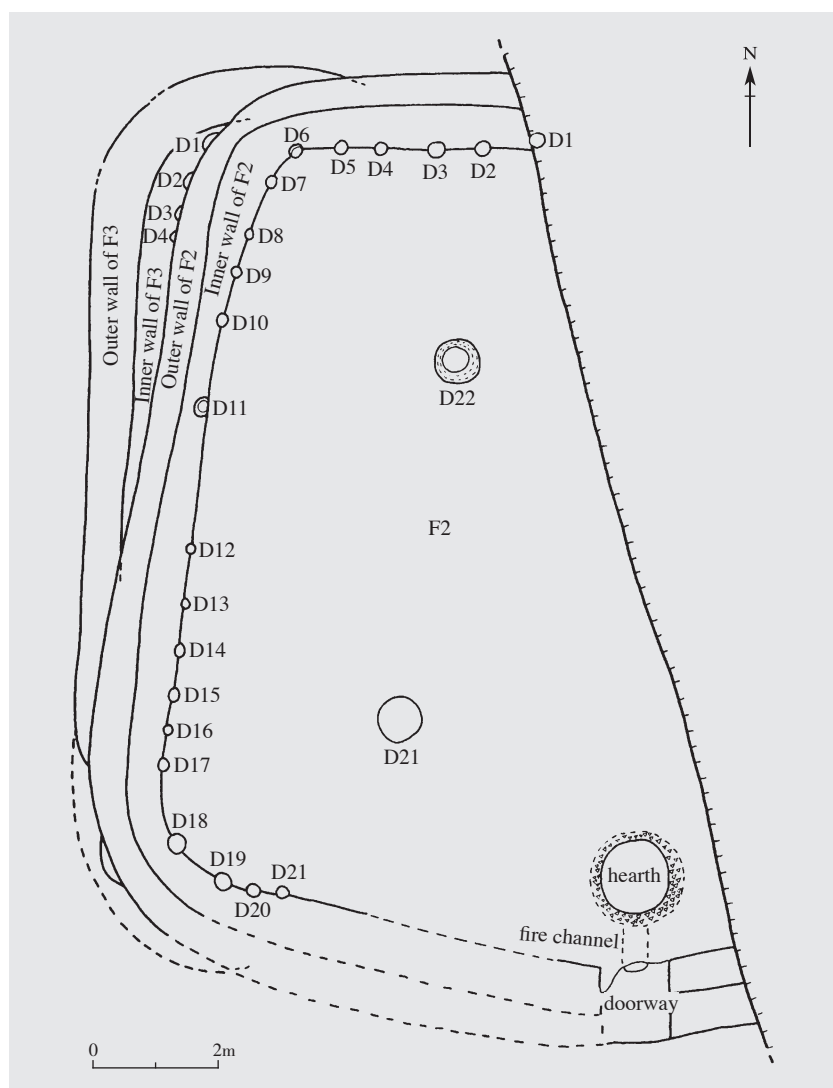 N
D6
D1
D5
D4
D3
D2
D1
D7
D2
D3
D4
D8
D9
D10
Outer wall of F3
Inner wall of F3
Outer wall of F2
Inner wall of F2
D22
D11
F2
D12
D13
D14
D15
D16
D21
D17
D18
D19
D21
D20
hearth
fire channel
doorway
0
2m